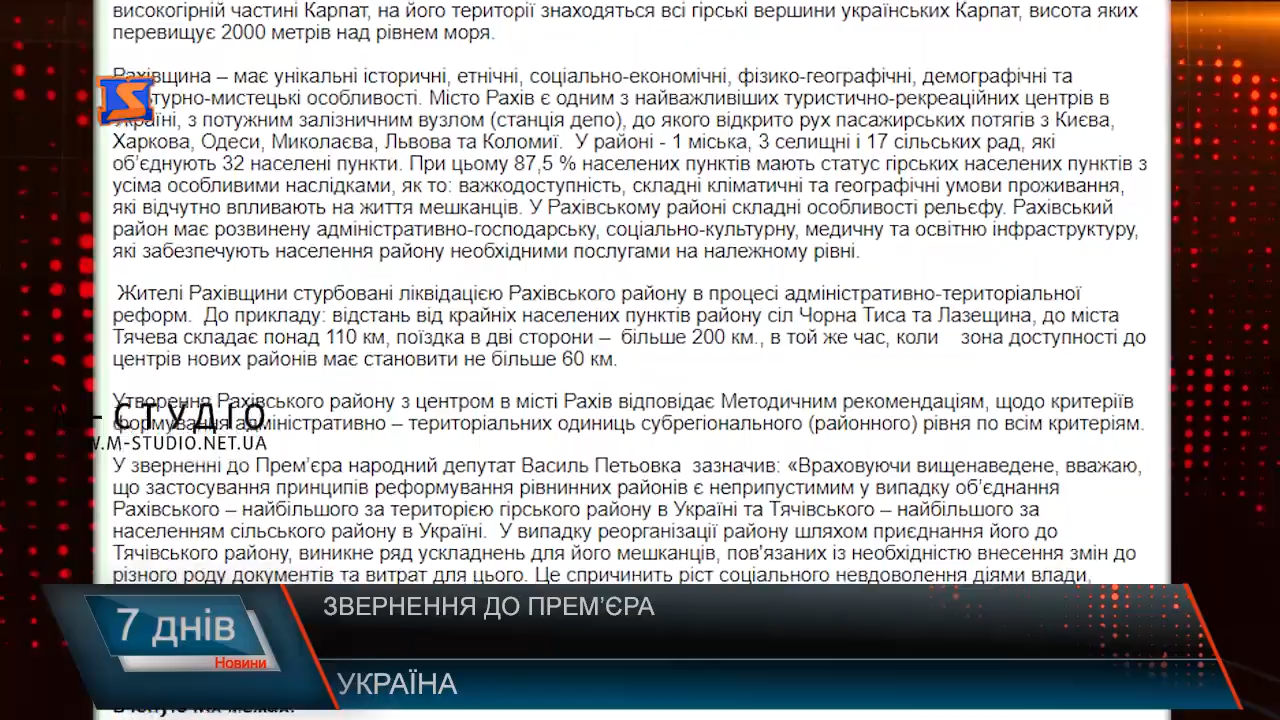 високогірній частині Карпат, на його території знаходяться всі гірські вершини українських Карпат, висота яких
перевищує 2000 метрів над рівнем моря.
Рахівщина – має унікальні історичні, етнічні, соціально-економічні, фізико-географічні, демографічні та
турно-мистецькі особливості. Місто Рахів є одним з найважливіших туристично-рекреаційних центрів в
Україні, з потужним залізничним вузлом (станція депо), до якого відкрито рух пасажирських потягів з Києва,
Харкова, Одеси, Миколаєва, Львова та Коломиї. У районі - 1 міська, 3 селищні і 17 сільських рад, які
об'єднують 32 населені пункти. При цьому 87,5 % населених пунктів мають статус гірських населених пунктів з
усіма особливими наслідками, як то: важкодоступність, складні кліматичні та географічні умови проживання,
які відчутно впливають на життя мешканців. У Рахівському районі складні особливості рельєфу. Рахівський
район має розвинену адміністративно-господарську, соціально-культурну, медичну та освітню інфраструктуру,
які забезпечують населення району необхідними послугами на належному рівні.
Жителі Рахівщини стурбовані ліквідацією Рахівського району в процесі адміністративно-територіальної
реформ. До прикладу: відстань від крайніх населених пунктів району сіл Чорна Тиса та Лазещина, до міста
Тячева складає понад 110 км, поїздка в дві сторони – більше 200 км., в той же час, коли зона доступності до
центрів нових районів має становити не більше 60 км.
Утворення Рахівського району з центром в місті Рахів відповідає Методичним рекомендаціям, щодо критеріїв
формування адміністративно – територіальних одиниць субрегіонального (районного) рівня по всім критеріям.
-СТУДІО
W.M-STUDIO.NET.UA
У зверненні до Прем'єра народний депутат Василь Петьовка зазначив: «Враховуючи вищенаведене, вважаю,
що застосування принципів реформування рівнинних районів є неприпустимим у випадку об'єднання
Рахівського – найбільшого за територією гірського району в Україні та Тячівського – найбільшого за
населенням сільського району в Україні. У випадку реорганізації району шляхом приєднання його до
Тячівського району, виникне ряд ускладнень для його мешканців, пов'язаних із необхідністю внесення змін до
різного роду документів та витрат для цього. Це спричинить ріст соціального невдоволення діями влади,
ЗВЕРНЕННЯ ДО ПРЕМ'ЄРА
7 днів
Новини
УКРАЇНА